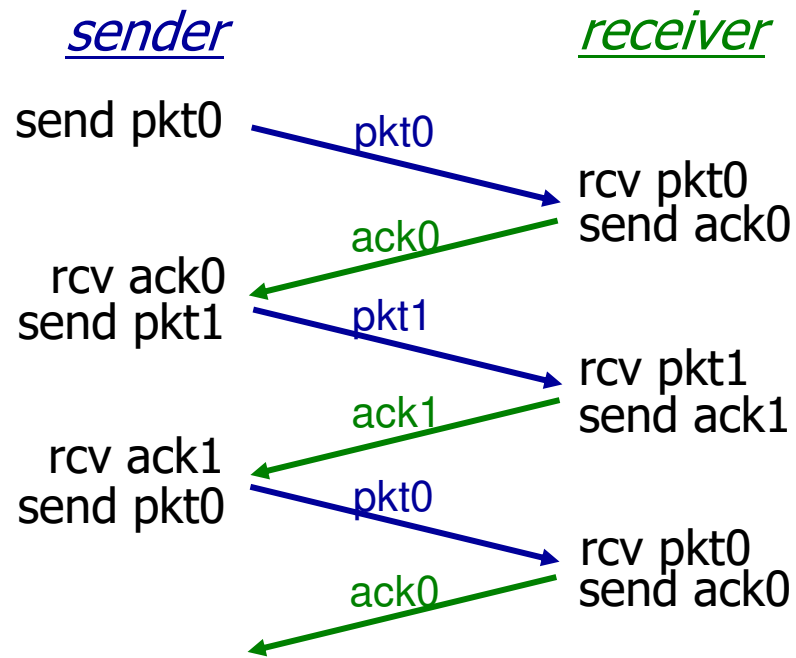 sender
receiver
send pkt0
pkt0
rcv pkt0
send ack0
ack0
rcv ack0
send pkt1
pkt1
rcv pkt1
send ack1
ack1
rcv ack1
send pkt0
pkt0
rcv pkt0
send ack0
ack0